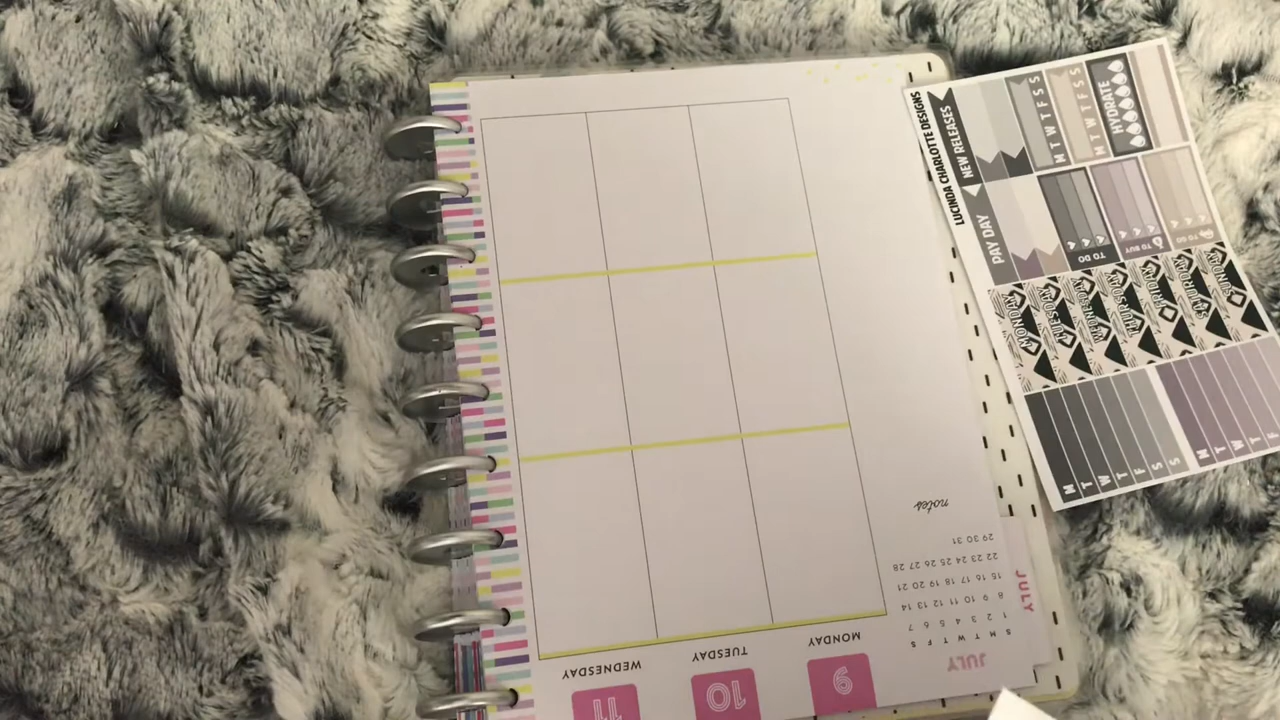 JULY
S M T W T F S
1 2 3 4 5 6 7
8 9 10 11 12 13 14
15 16 17 18 19 20 21
22 23 24 25 26 27 28
29 30 31
notes
JULY
9
MONDAY
10
TUESDAY
11
WEDNESDAY
LUCINDA CHARLOTTE DESIGNS
NEW RELEASES
M T W T F S S
M T W T F S S
HYDRATE
PAY DAY
TO DO
TO BUY
MONDAY
TUESDAY
WEDNESDAY
THURSDAY
FRIDAY
SATURDAY
SUNDAY
M T W T F S S
M T W T F